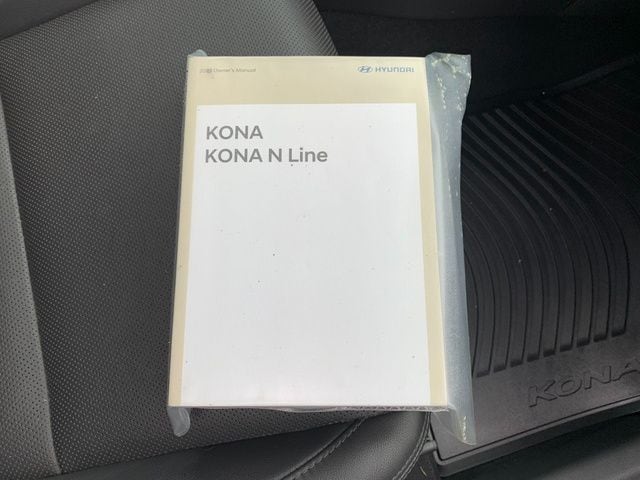 Owner's Manual
HYUNDAI
KONA
KONA N Line
KONA